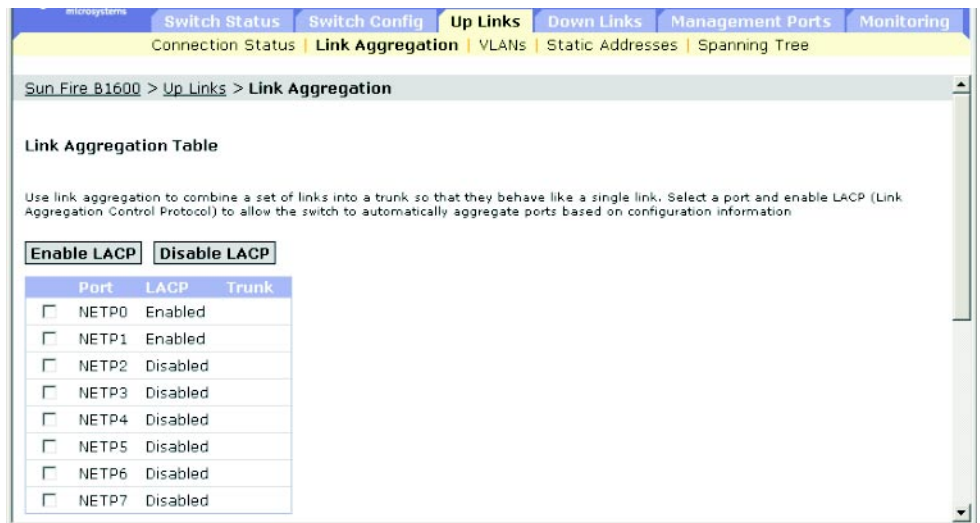 microsystems
Switch Status Switch Config Up Links Down Links Management Ports Monitoring
Connection Status | Link Aggregation | VLANs | Static Addresses | Spanning Tree
Sun Fire B1600 > Up Links > Link Aggregation
Link Aggregation Table
Use link aggregation to combine a set of links into a trunk so that they behave like a single link. Select a port and enable LACP (Link
Aggregation Control Protocol) to allow the switch to automatically aggregate ports based on configuration information
Enable LACP Disable LACP
Port LACP Trunk
NETP0 Enabled
NETP1 Enabled
NETP2 Disabled
NETP3 Disabled
NETP4 Disabled
NETP5 Disabled
NETP6 Disabled
NETP7 Disabled